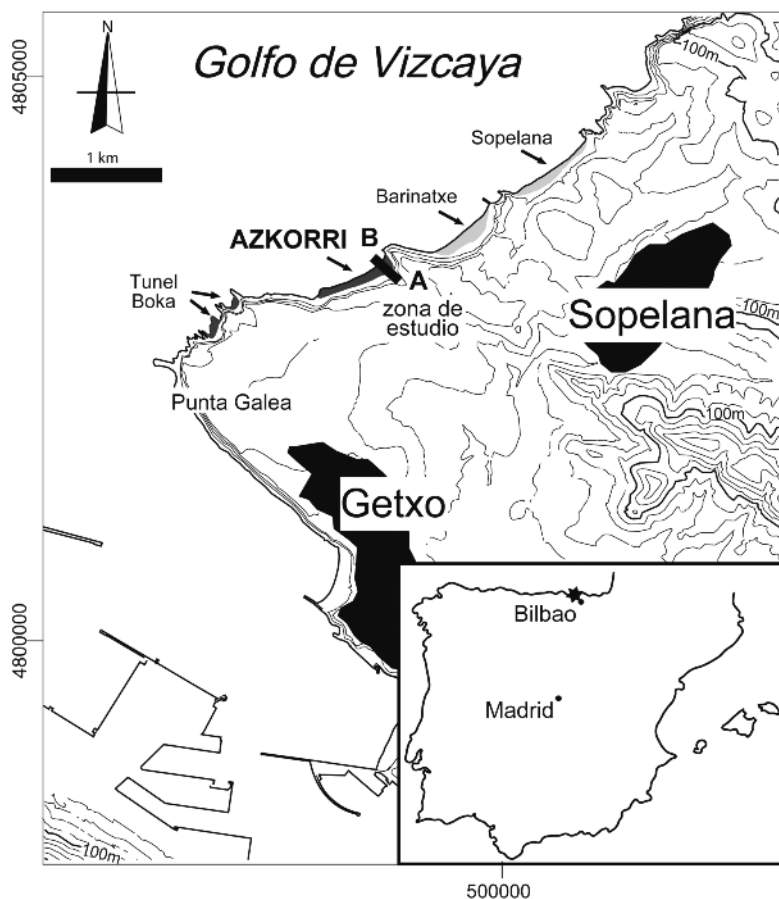 N
Golfo de Vizcaya
100m
4805000
1 km
Sopelana
Barinatxe
AZKORRI B
A
Tunel
Boka
zona de
estudio
Sopelana
100m
Punta Galea
100m
Getxo
Bilbao
4800000
Madrid
100m
500000